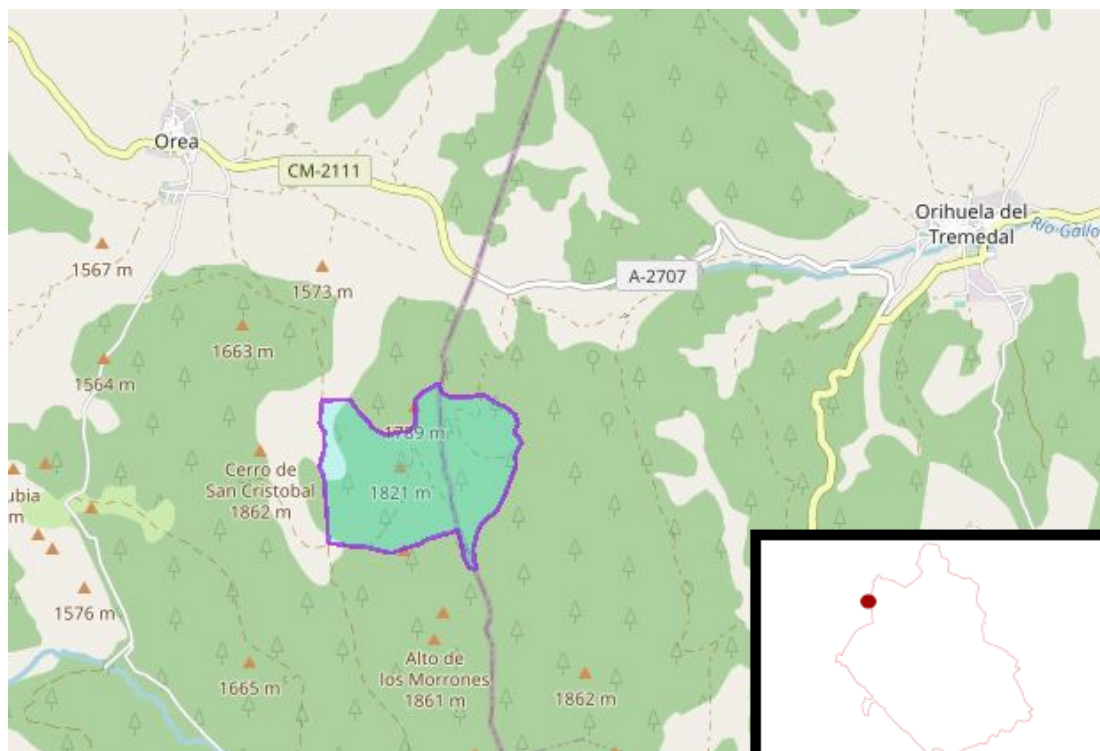 Orea
CM-2111
Orihuela del
Tremedal
Río Gallo
1567 m
1573 m
A-2707
1663 m
1564 m
1789 m
Cerro de
San Cristobal
1862 m
1821 m
ubia
m
1576 m
1665 m
Alto de
los Morrones
1861 m
1862 m